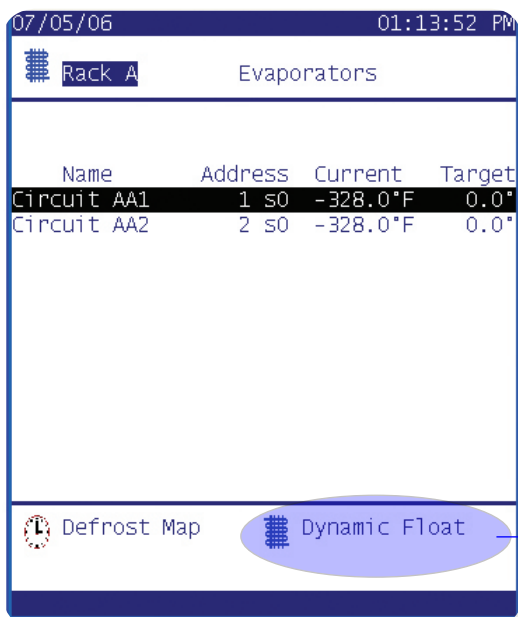 07/05/06 01:13:52 PM
Rack A Evaporators
Name Address Current Target
Circuit AA1 1 s0 -328.0°F 0.0°
Circuit AA2 2 s0 -328.0°F 0.0°
Defrost Map Dynamic Float